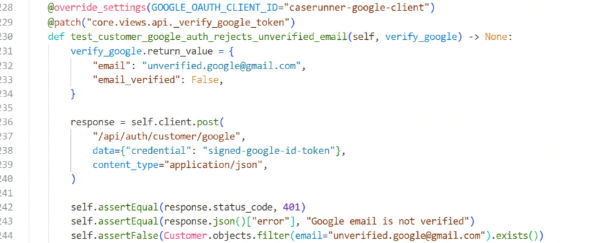 228 @override_settings(GOOGLE_OAUTH_CLIENT_ID="caserunner-google-client")
229 @patch("core.views.api._verify_google_token")
230 def test_customer_google_auth_rejects_unverified_email(self, verify_google) -> None:
231 verify_google.return_value = {
232 "email": "unverified.google@gmail.com",
233 "email_verified": False,
234 }
235
236 response = self.client.post(
237 "/api/auth/customer/google",
238 data={"credential": "signed-google-id-token"},
239 content_type="application/json",
240 )
241
242 self.assertEqual(response.status_code, 401)
243 self.assertEqual(response.json()["error"], "Google email is not verified")
244 self.assertFalse(Customer.objects.filter(email="unverified.google@gmail.com").exists())